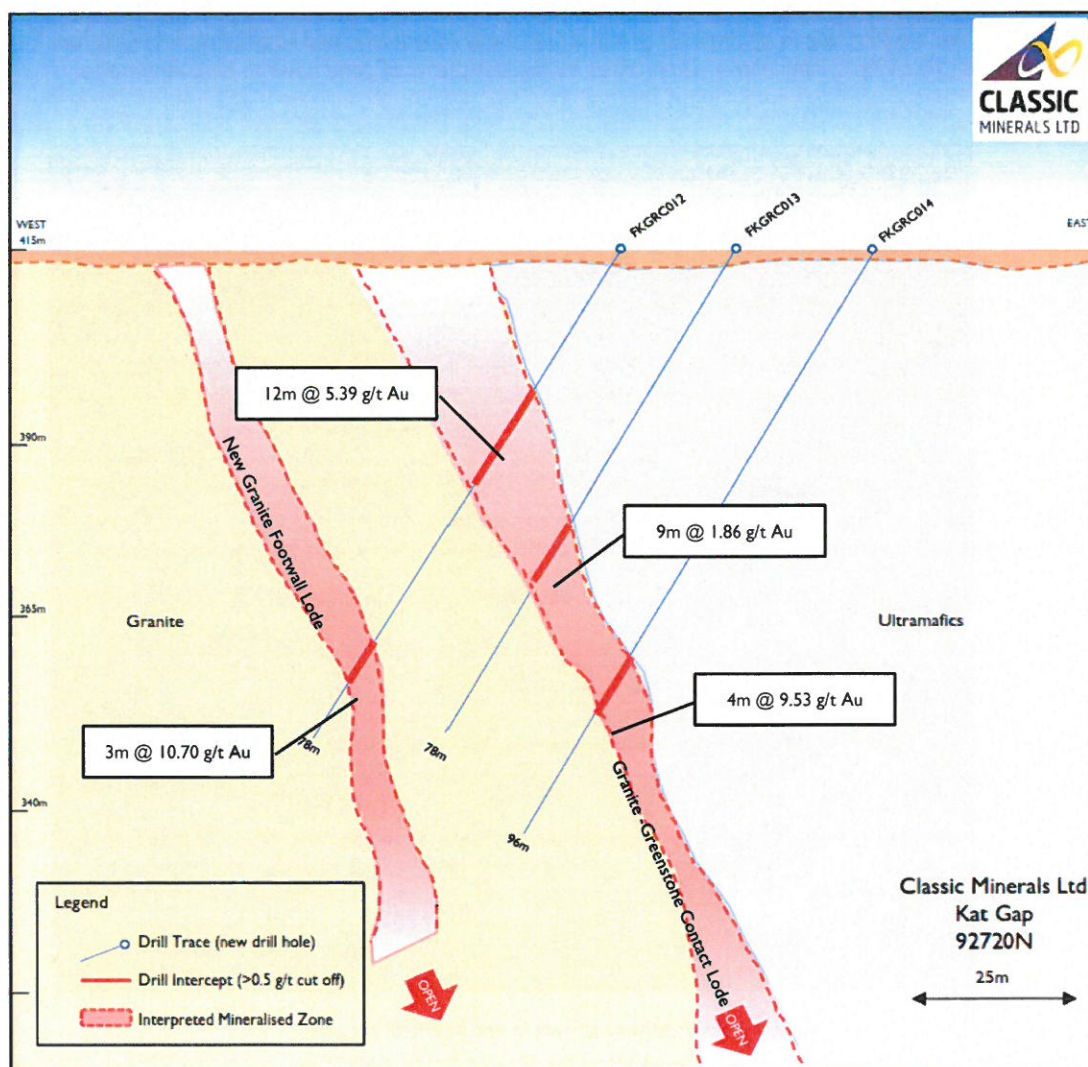 CLASSIC
MINERALS LTD
FKGRC012
FKGRC013
FKGRC014
WEST
415m
EAST
12m @ 5.39 g/t Au
390m
New Granite Footwall Lode
9m @ 1.86 g/t Au
365m
Granite
Ultramafics
4m @ 9.53 g/t Au
3m @ 10.70 g/t Au
78m
78m
Granite -Greenstone Contact Lode
340m
96m
Legend
Drill Trace (new drill hole)
Drill Intercept (>0.5 g/t cut off)
Interpreted Mineralised Zone
OPEN
OPEN
Classic Minerals Ltd
Kat Gap
92720N
25m